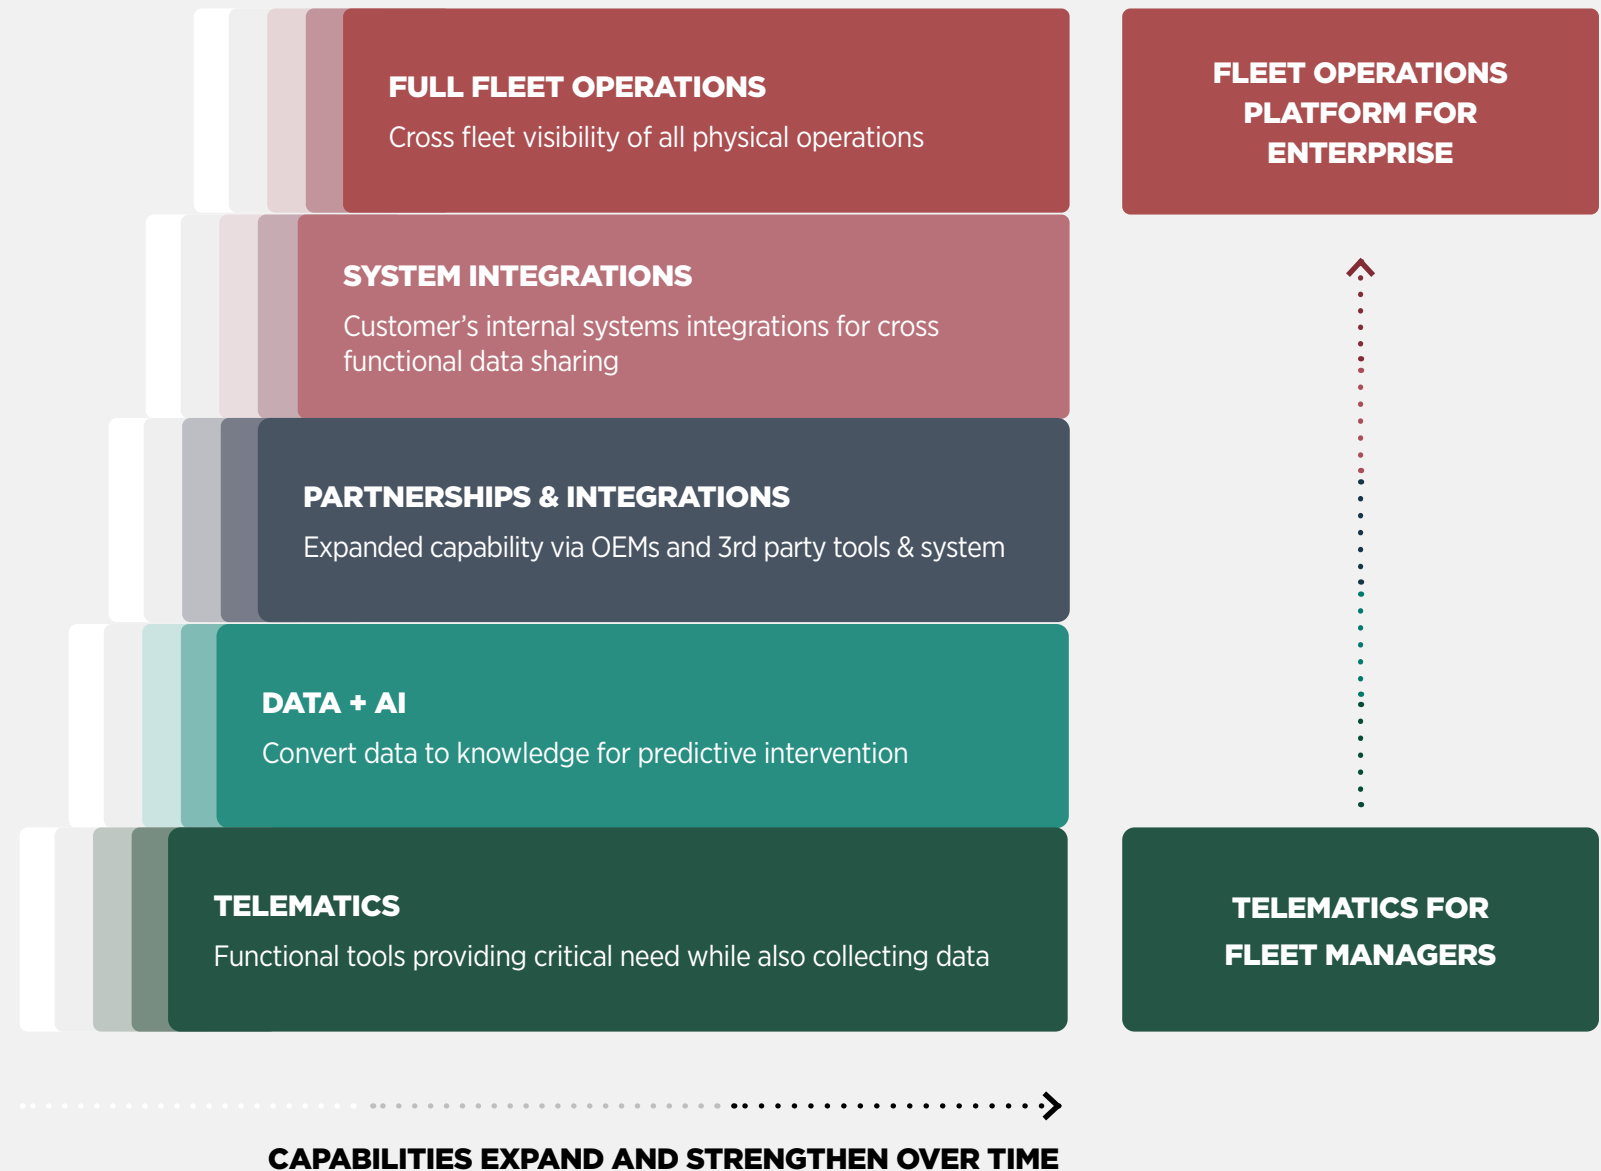 FULL FLEET OPERATIONS
Cross fleet visibility of all physical operations
FLEET OPERATIONS
PLATFORM FOR
ENTERPRISE
SYSTEM INTEGRATIONS
Customer’s internal systems integrations for cross
functional data sharing
PARTNERSHIPS & INTEGRATIONS
Expanded capability via OEMs and 3rd party tools & system
DATA + AI
Convert data to knowledge for predictive intervention
TELEMATICS
Functional tools providing critical need while also collecting data
TELEMATICS FOR
FLEET MANAGERS
CAPABILITIES EXPAND AND STRENGTHEN OVER TIME